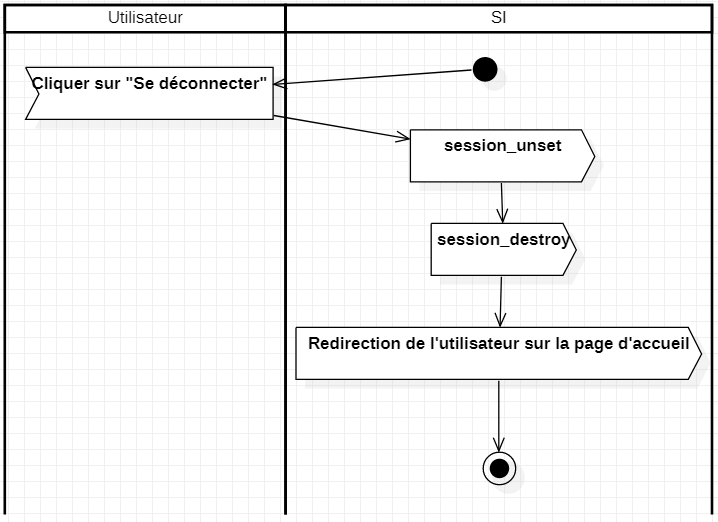 Utilisateur
SI
Cliquer sur "Se déconnecter"
session_unset
session_destroy
Redirection de l'utilisateur sur la page d'accueil